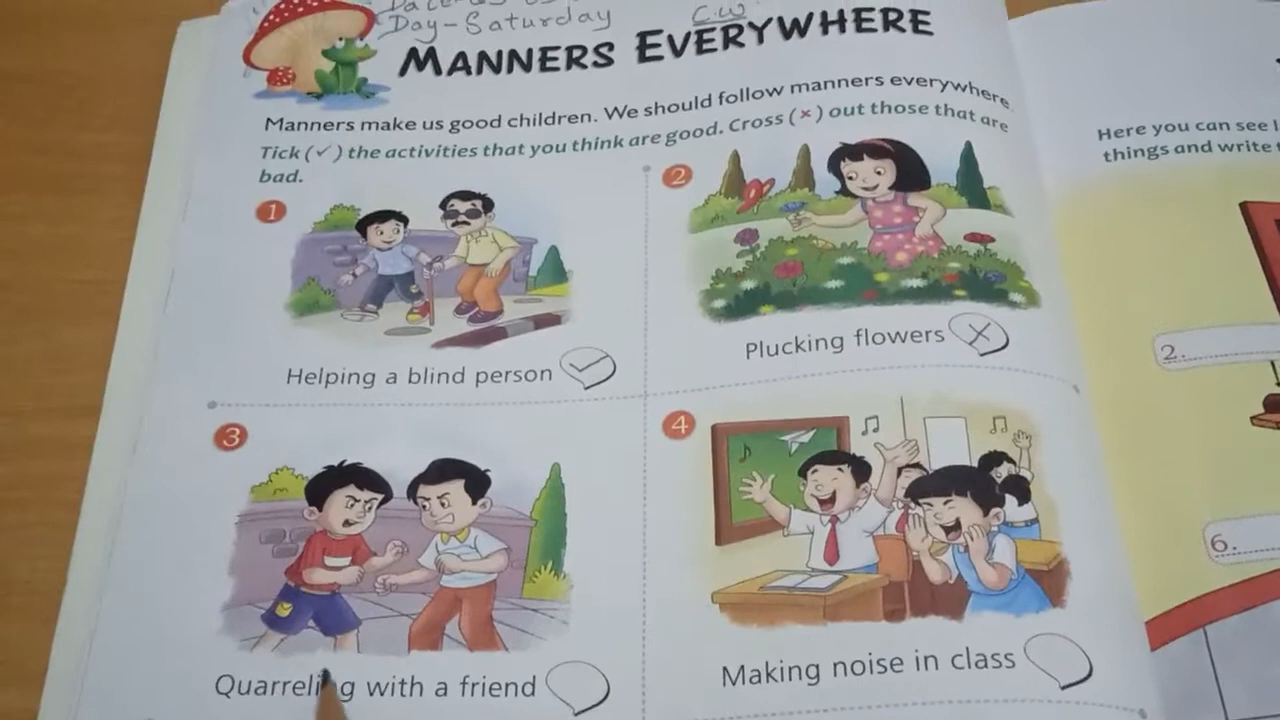 Day-Saturday
C.W
MANNERS EVERYWHERE
Manners make us good children. We should follow manners everywhere.
Tick (✓) the activities that you think are good. Cross (×) out those that are
bad.
1
2
Helping a blind person
Plucking flowers
3
4
Quarreling with a friend
Making noise in class
Here you can see
things and write
2.
6.